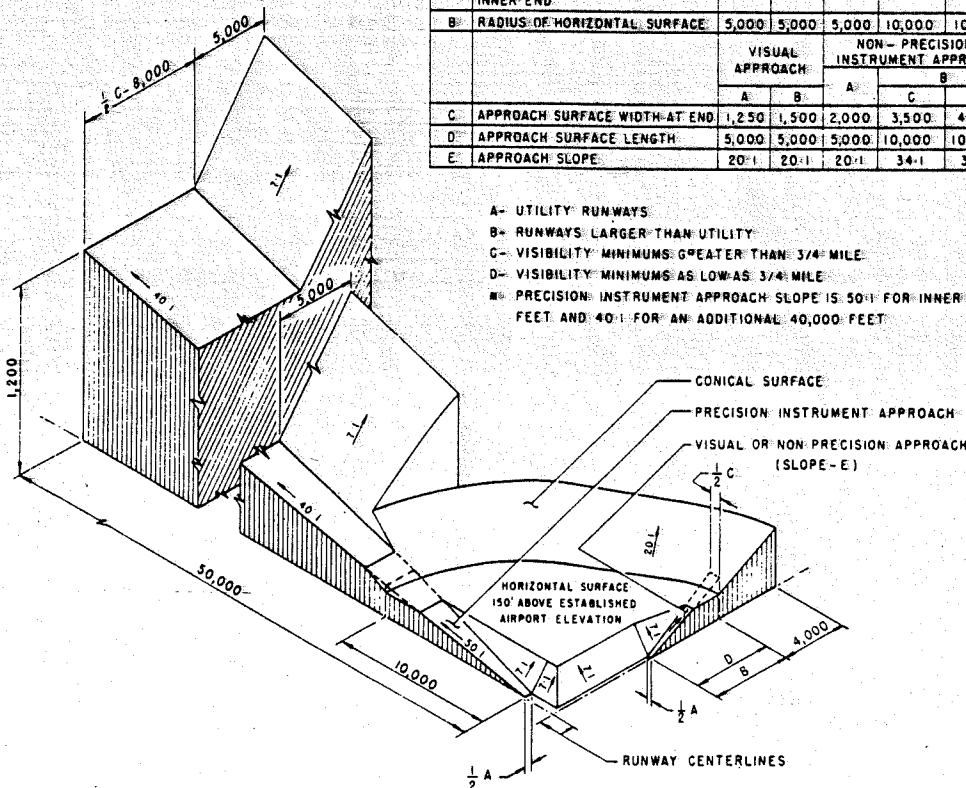 INNER END
B RADIUS OF HORIZONTAL SURFACE 5,000 5,000 5,000 10,000
VISUAL APPROACH
NON-PRECISION INSTRUMENT APPR
A B A B
C
C APPROACH SURFACE WIDTH AT END 1,250 1,500 2,000 3,500
D APPROACH SURFACE LENGTH 5,000 5,000 5,000 10,000
E APPROACH SLOPE 20:1 20:1 20:1 34:1
A- UTILITY RUNWAYS
B- RUNWAYS LARGER THAN UTILITY
C- VISIBILITY MINIMUMS GREATER THAN 3/4 MILE
D- VISIBILITY MINIMUMS AS LOW AS 3/4 MILE
PRECISION INSTRUMENT APPROACH SLOPE IS 50:1 FOR INNER
FEET AND 40:1 FOR AN ADDITIONAL 40,000 FEET
5,000
1/2 C-8,000
7:1
40:1
5,000
1,200
7:1
CONICAL SURFACE
PRECISION INSTRUMENT APPROACH
VISUAL OR NON PRECISION APPROACH
(SLOPE-E)
1/2 C
40:1
20:1
50,000
HORIZONTAL SURFACE
150' ABOVE ESTABLISHED
AIRPORT ELEVATION
50:1
7:1
7:1
7:1
7:1
10,000
4,000
D
B
1/2 A
RUNWAY CENTERLINES
1/2 A